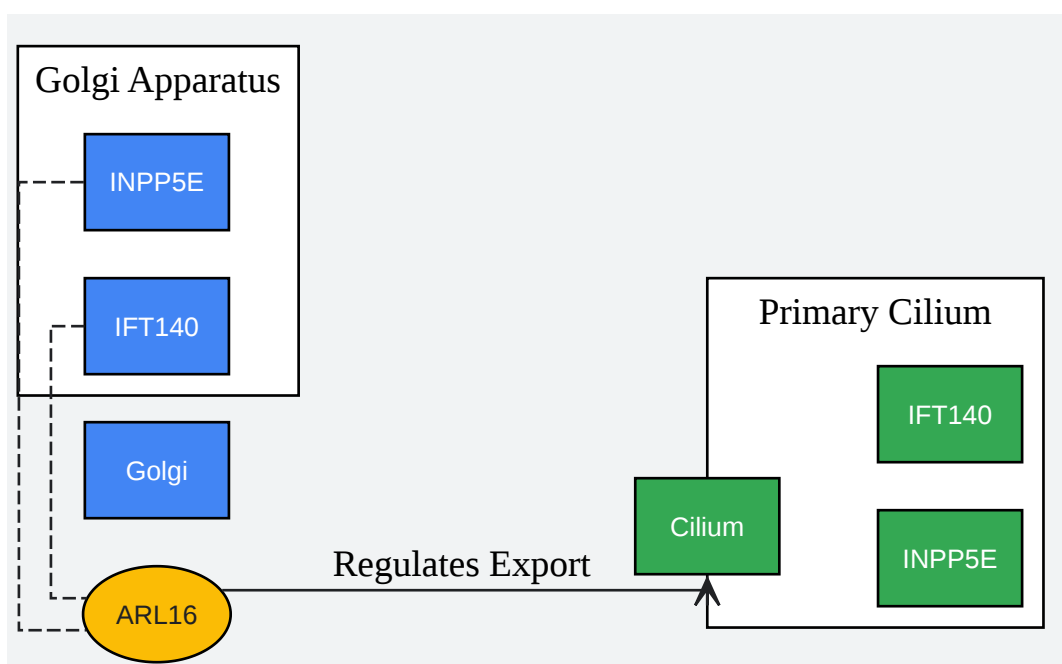 Golgi Apparatus
INPP5E
IFT140
Golgi
ARL16
Regulates Export
Primary Cilium
IFT140
Cilium
INPP5E